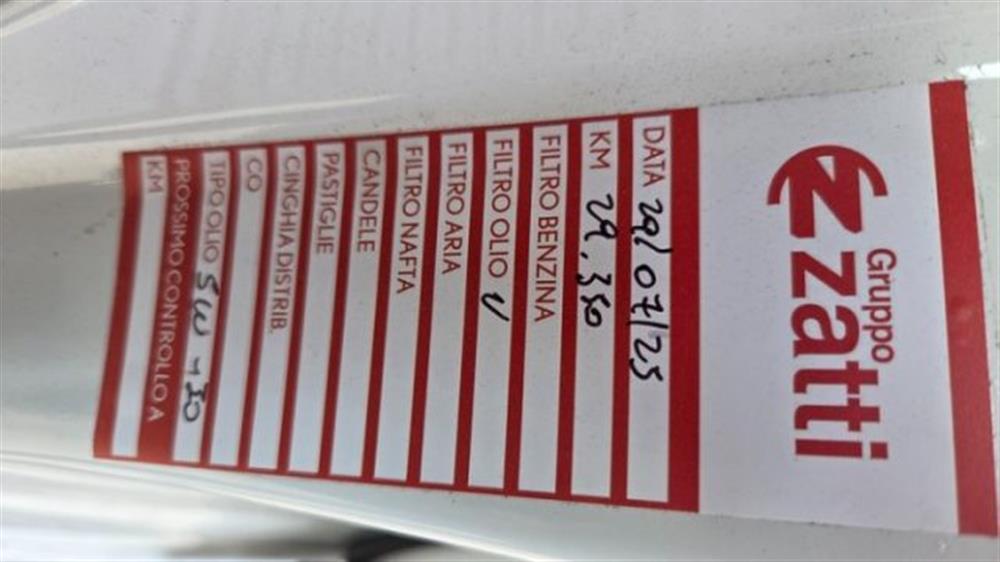 Gruppo
zatti
DATA 29/07/25
KM 29.350
FILTRO BENZINA
FILTRO OLIO V
FILTRO ARIA
FILTRO NAFTA
CANDELE
PASTIGLIE
CINGHIA DISTRIB.
CO
TIPO OLIO 5W-30
PROSSIMO CONTROLLO A
KM